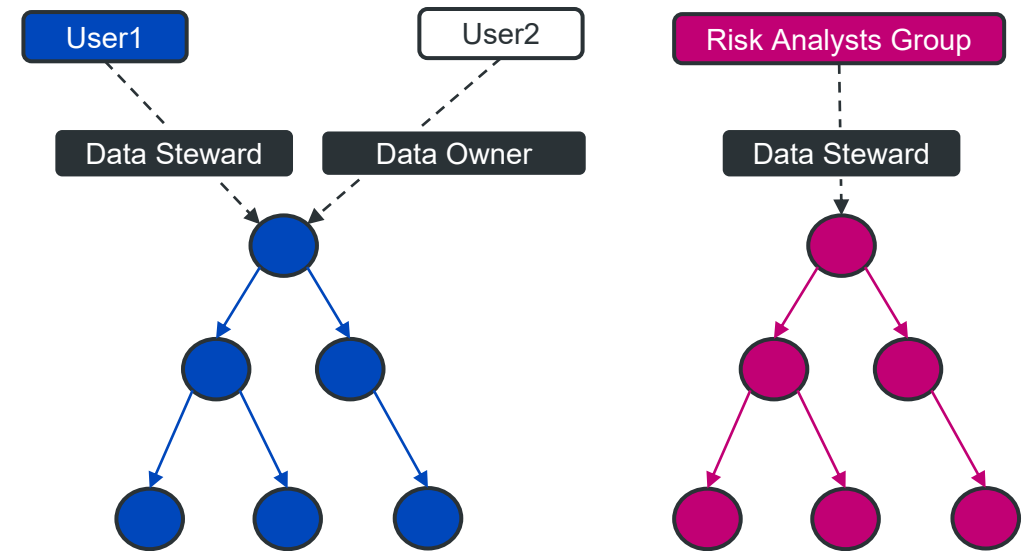 User1
User2
Risk Analysts Group
Data Steward
Data Owner
Data Steward